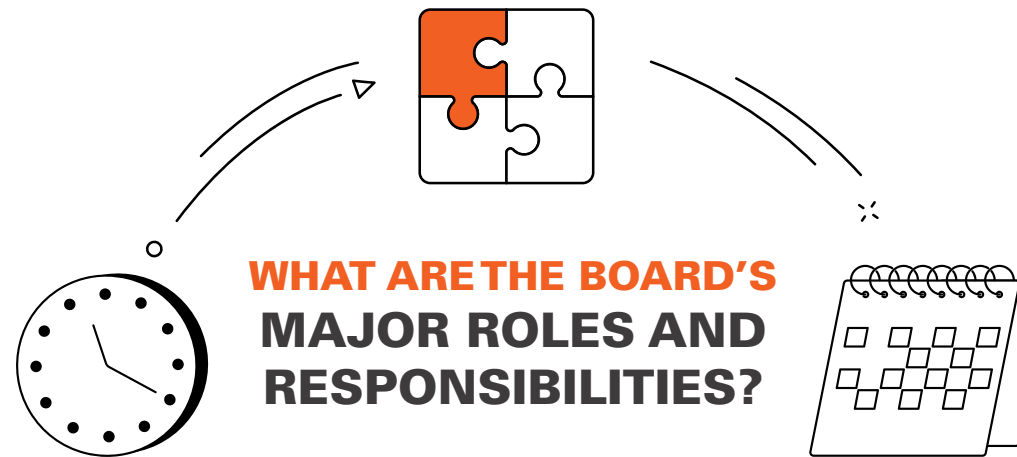 WHAT ARE THE BOARD’S
MAJOR ROLES AND
RESPONSIBILITIES?